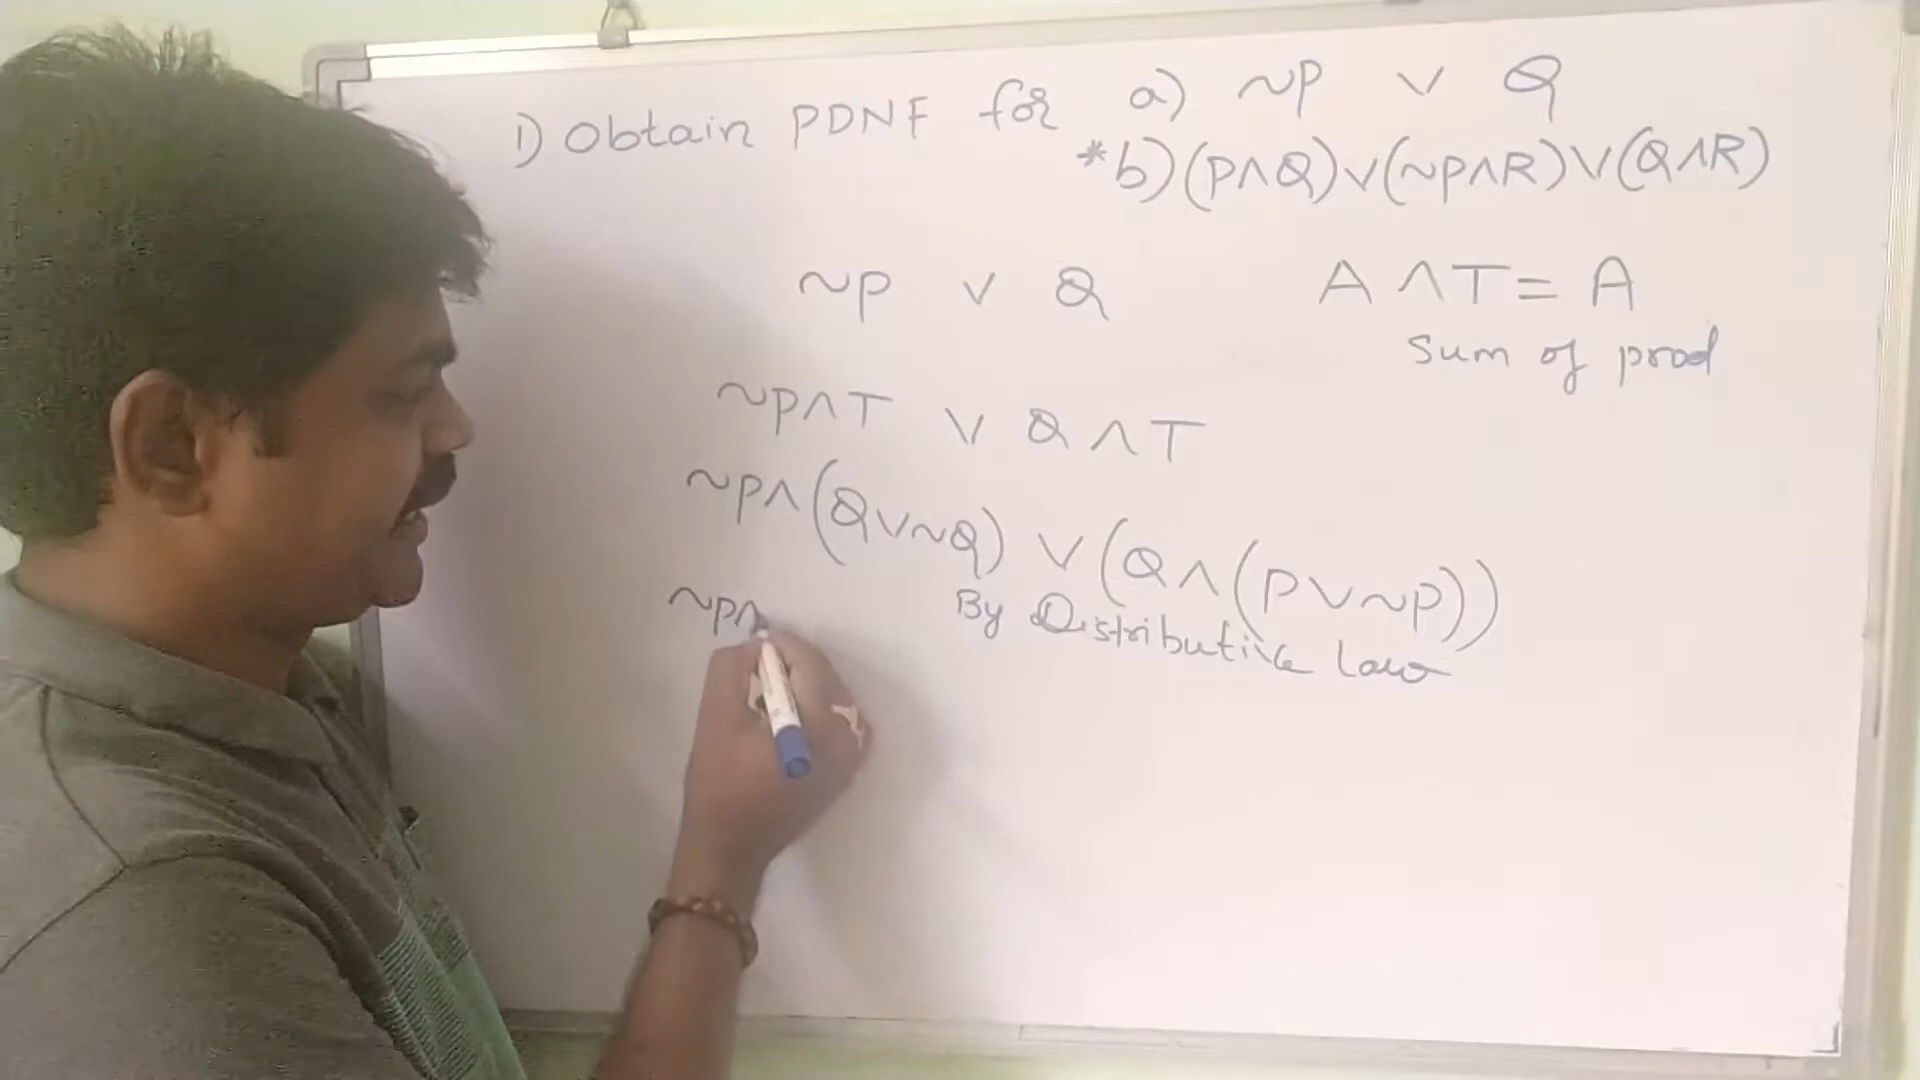 1) Obtain PDNF for a) ~P ∨ Q
*b) (P∧Q)∨(~P∧R)∨(Q∧R)
~P ∨ Q
A ∧ T = A
Sum of prod
~P∧T ∨ Q ∧ T
~P∧(Q∨~Q) ∨ (Q∧(P∨~P))
By Distributive law
~P∧